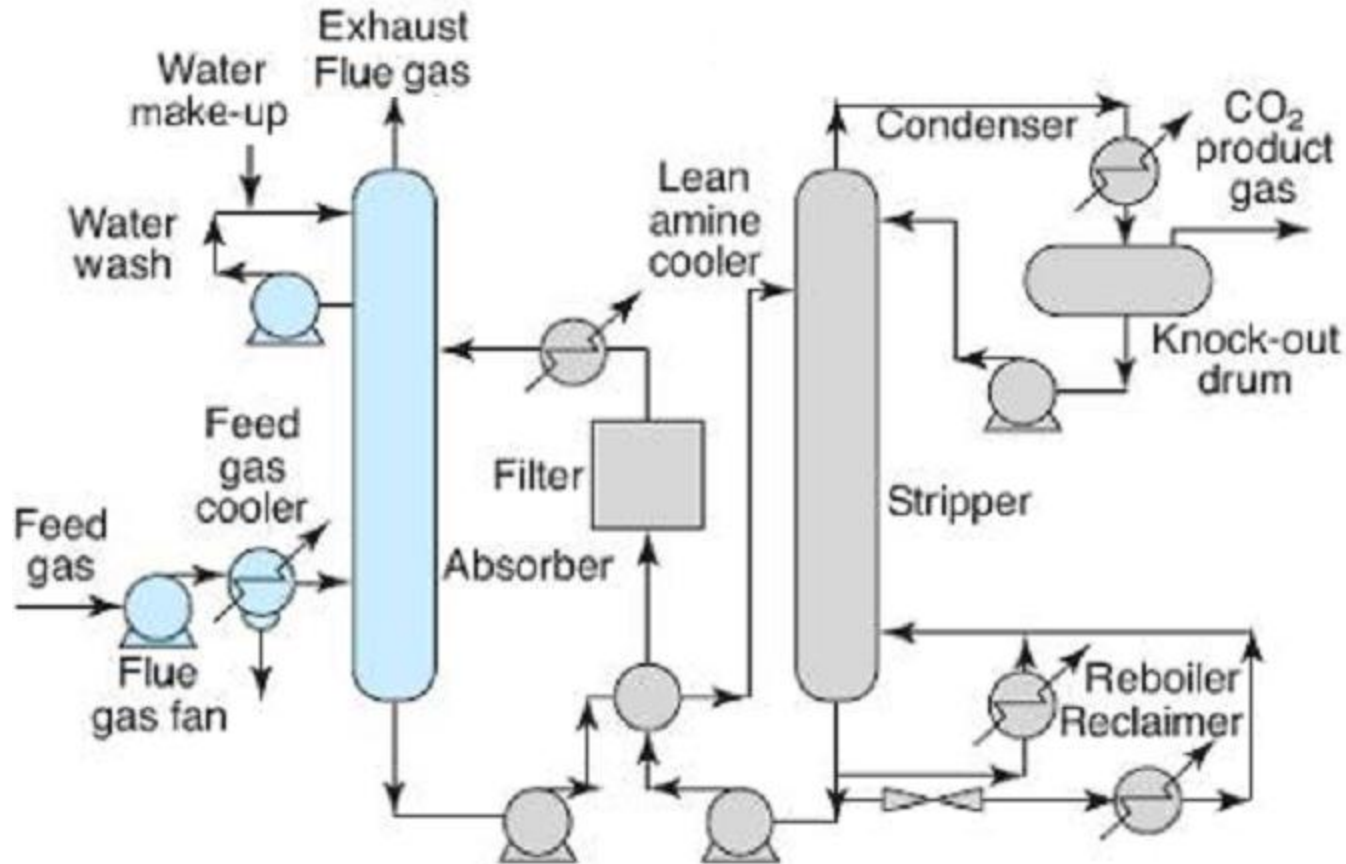 Exhaust
Flue gas
Water
make-up
Water
wash
Feed
gas
cooler
Feed
gas
Flue
gas fan
Absorber
Lean
amine
cooler
Filter
Condenser
CO₂
product
gas
Knock-out
drum
Stripper
Reboiler
Reclaimer